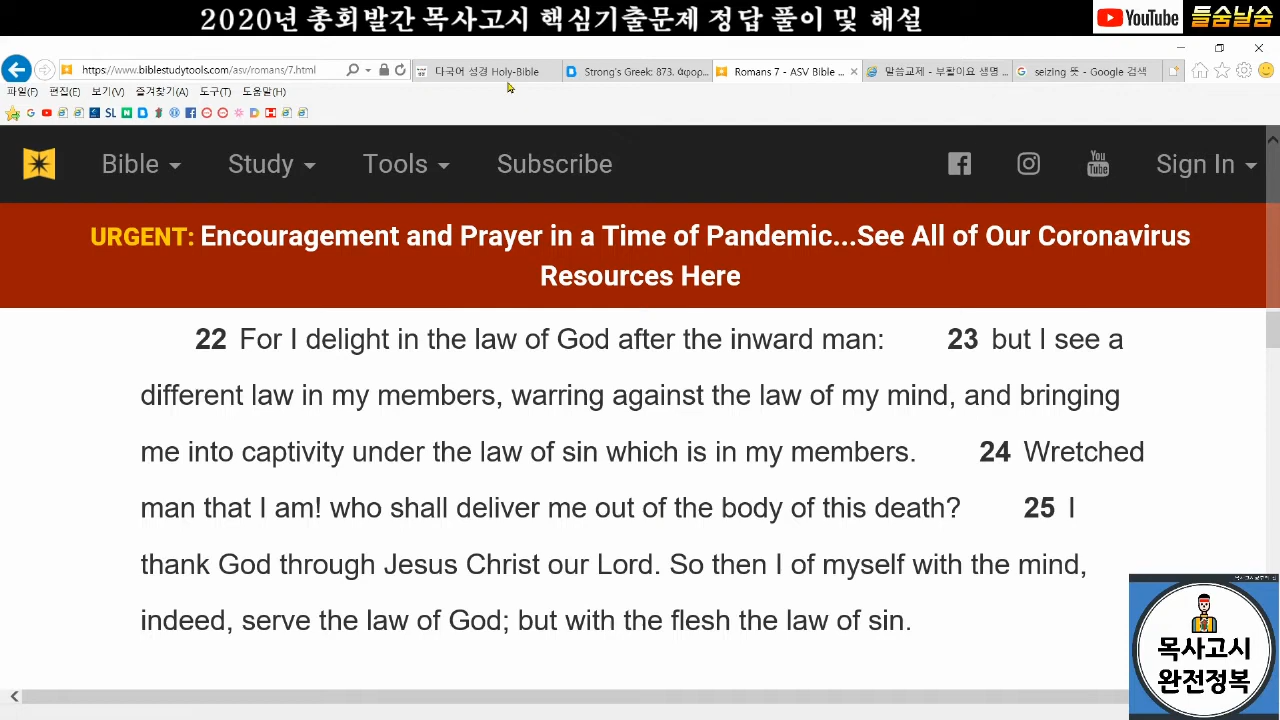 2020년 총회발간 목사고시 핵심기출문제 정답 풀이 및 해설
YouTube 들숨날숨
https://www.biblestudytools.com/asv/romans/7.html
다국어 성경 Holy-Bible
Strong's Greek: 873. ἀφορ...
Romans 7 - ASV Bible ...
말씀교제 - 부활이요 생명 ...
seizing 뜻 - Google 검색
파일(F) 편집(E) 보기(V) 즐겨찾기(A) 도구(T) 도움말(H)
Bible Study Tools Subscribe You Tube Sign In
URGENT: Encouragement and Prayer in a Time of Pandemic...See All of Our Coronavirus
Resources Here
22 For I delight in the law of God after the inward man: 23 but I see a
different law in my members, warring against the law of my mind, and bringing
me into captivity under the law of sin which is in my members. 24 Wretched
man that I am! who shall deliver me out of the body of this death? 25 I
thank God through Jesus Christ our Lord. So then I of myself with the mind,
indeed, serve the law of God; but with the flesh the law of sin.
목사고시
완전정복